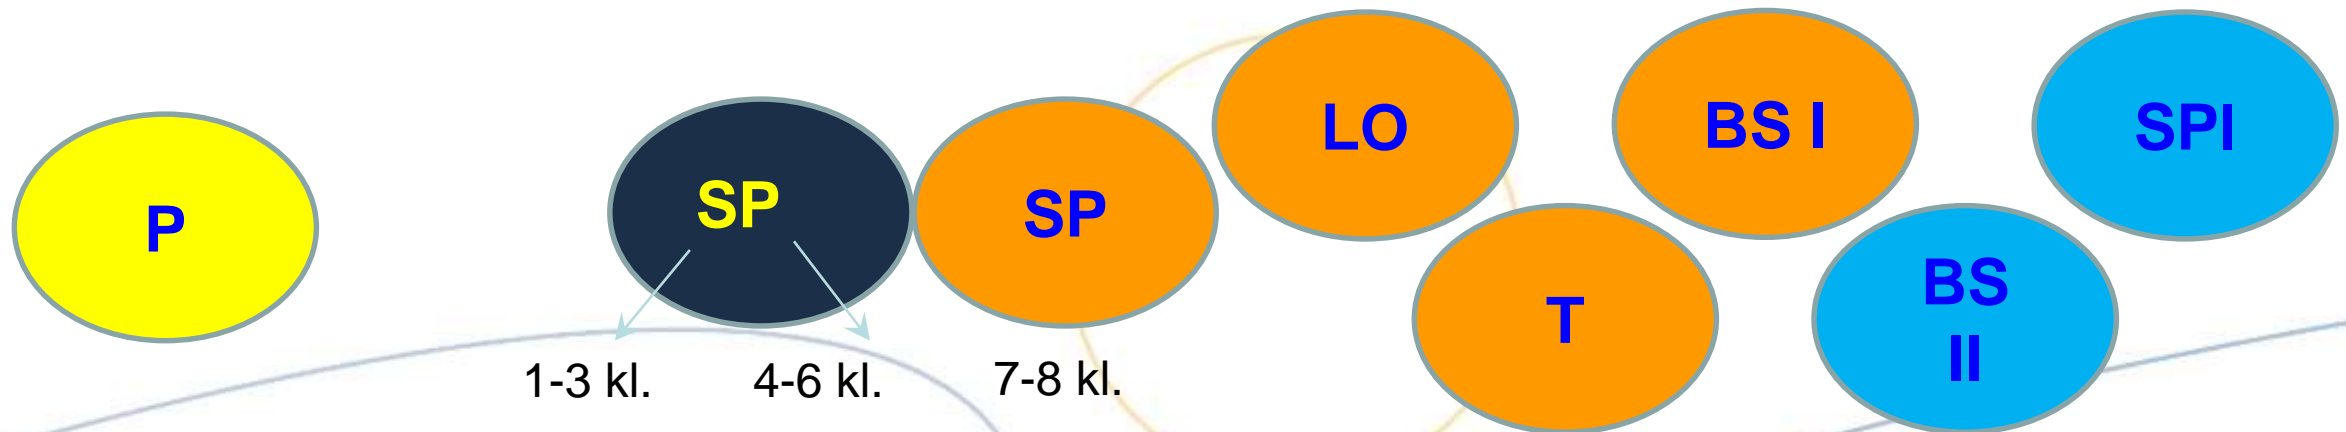 P
SP
SP
LO
T
BS I
BS
II
SPI
1-3 kl.
4-6 kl.
7-8 kl.